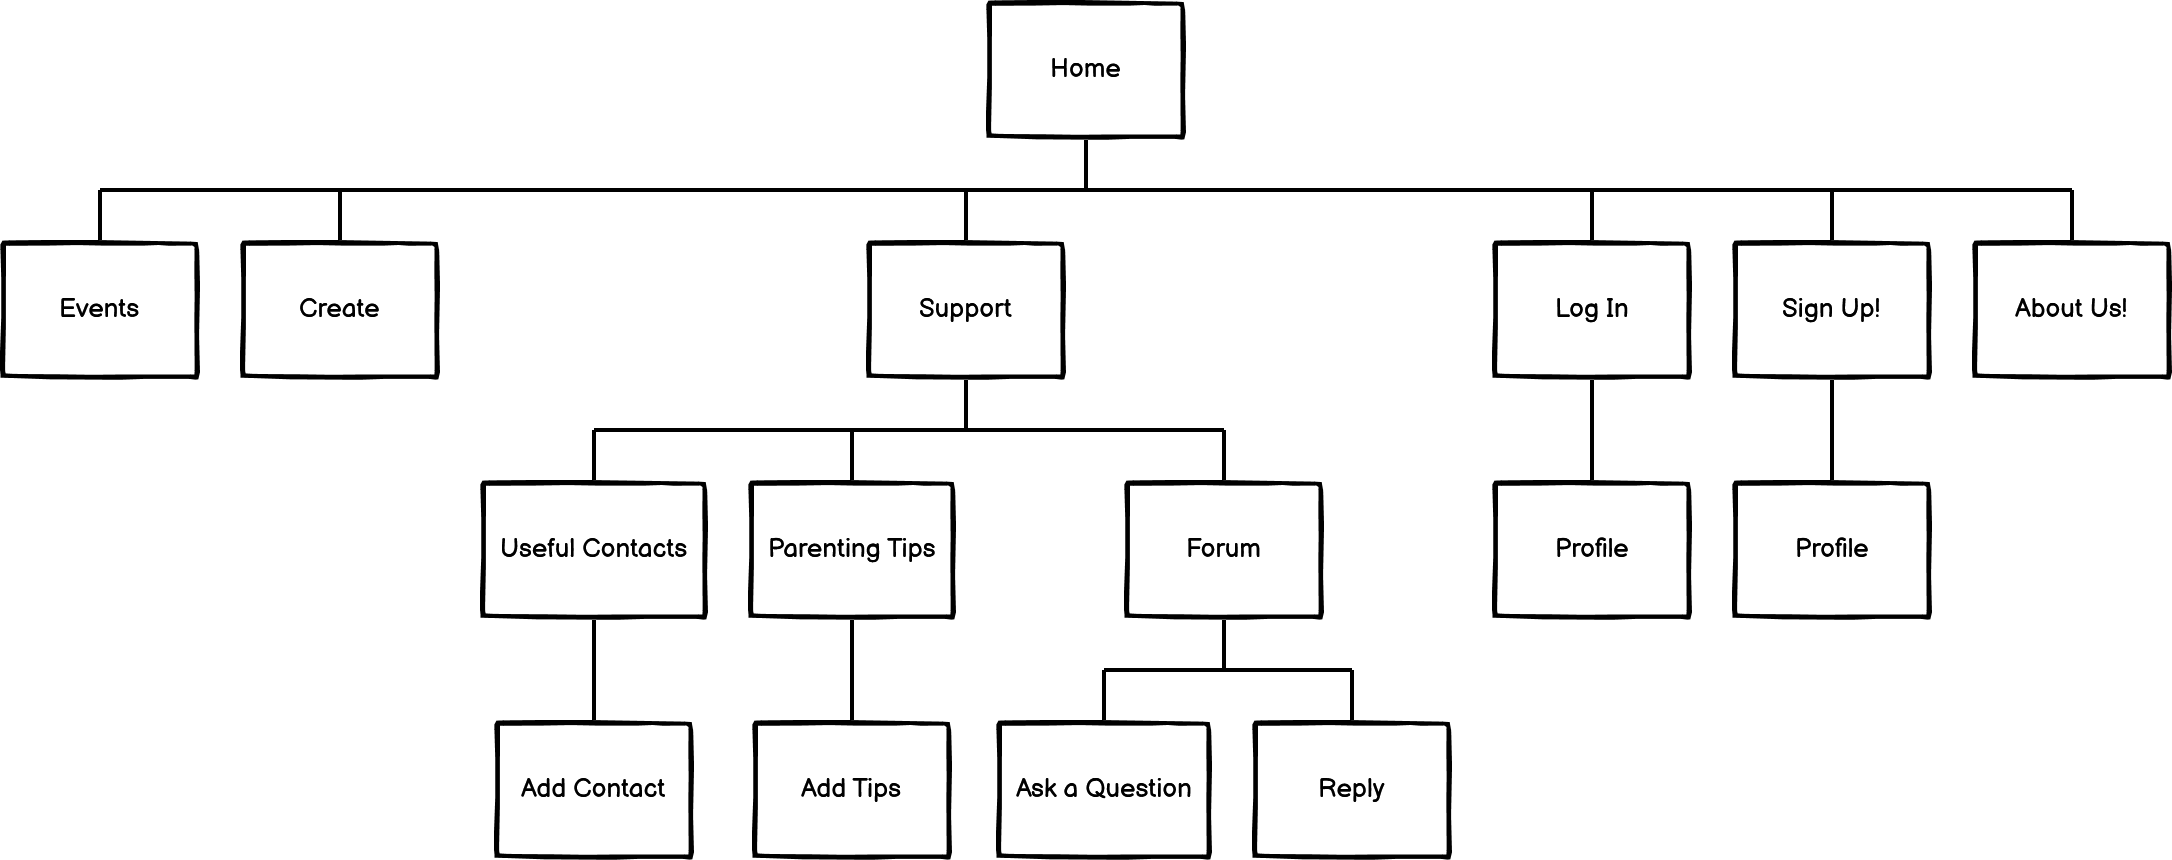 Home
Events
Create
Support
Log In
Sign Up!
About Us!
Useful Contacts
Parenting Tips
Forum
Profile
Profile
Add Contact
Add Tips
Ask a Question
Reply